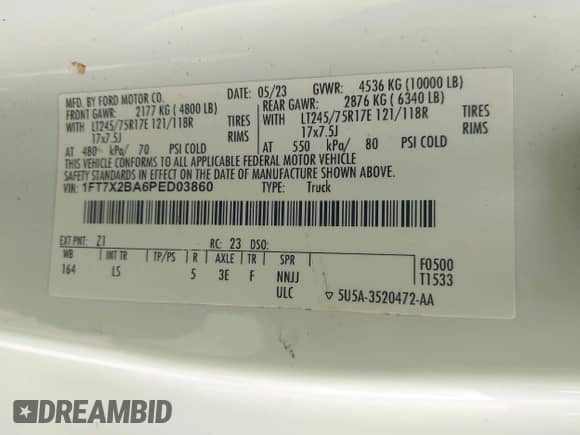 MFD. BY FORD MOTOR CO. DATE: 05/23 GVWR: 4536 KG (10000 LB)
FRONT GAWR: 2177 KG (4800 LB) REAR GAWR: 2876 KG (6340 LB)
WITH LT245/75R17E 121/118R TIRES WITH LT245/75R17E 121/118R TIRES
17x7.5J RIMS 17x7.5J RIMS
AT 480 kPa/ 70 PSI COLD AT 550 kPa/ 80 PSI COLD
THIS VEHICLE CONFORMS TO ALL APPLICABLE FEDERAL MOTOR VEHICLE
SAFETY STANDARDS IN EFFECT ON THE DATE OF MANUFACTURE SHOWN ABOVE.
VIN: 1FT7X2BA6PED03860 TYPE: Truck
EXT PNT: Z1 RC: 23 DSO:
WB INT TR TP/PS R AXLE TR SPR F0500
164 LS 5 3E F NNJJ T1533
ULC ▽ 5U5A-3520472-AA
DREAMBID